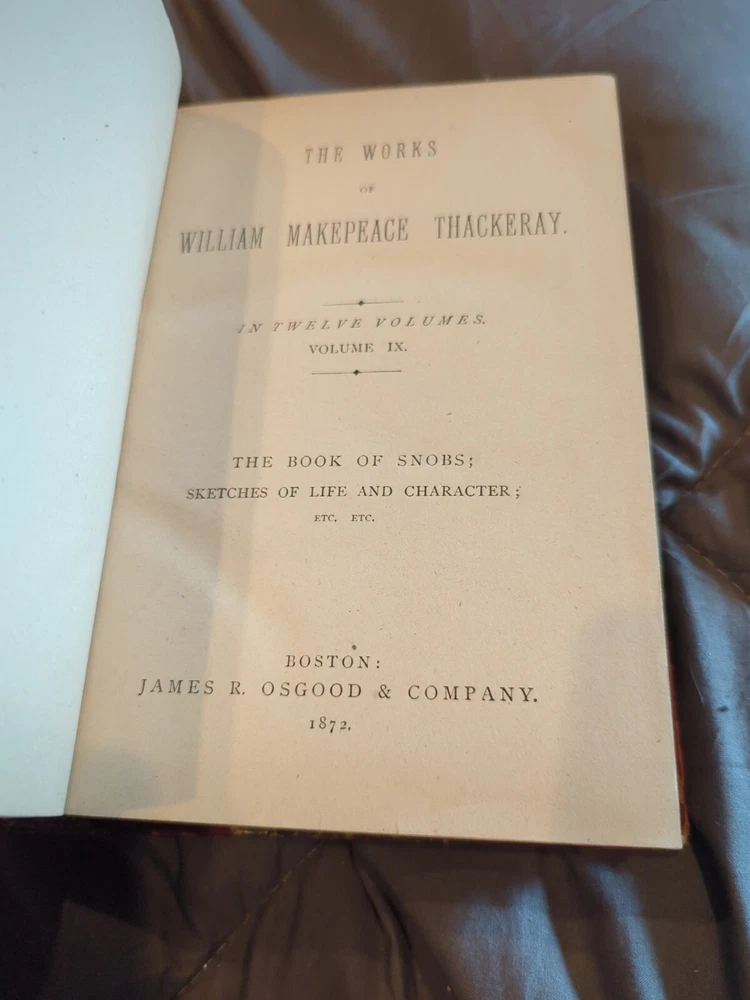 THE WORKS
OF
WILLIAM MAKEPEACE THACKERAY.
IN TWELVE VOLUMES.
VOLUME IX.
THE BOOK OF SNOBS;
SKETCHES OF LIFE AND CHARACTER;
ETC. ETC.
BOSTON:
JAMES R. OSGOOD & COMPANY.
1872.